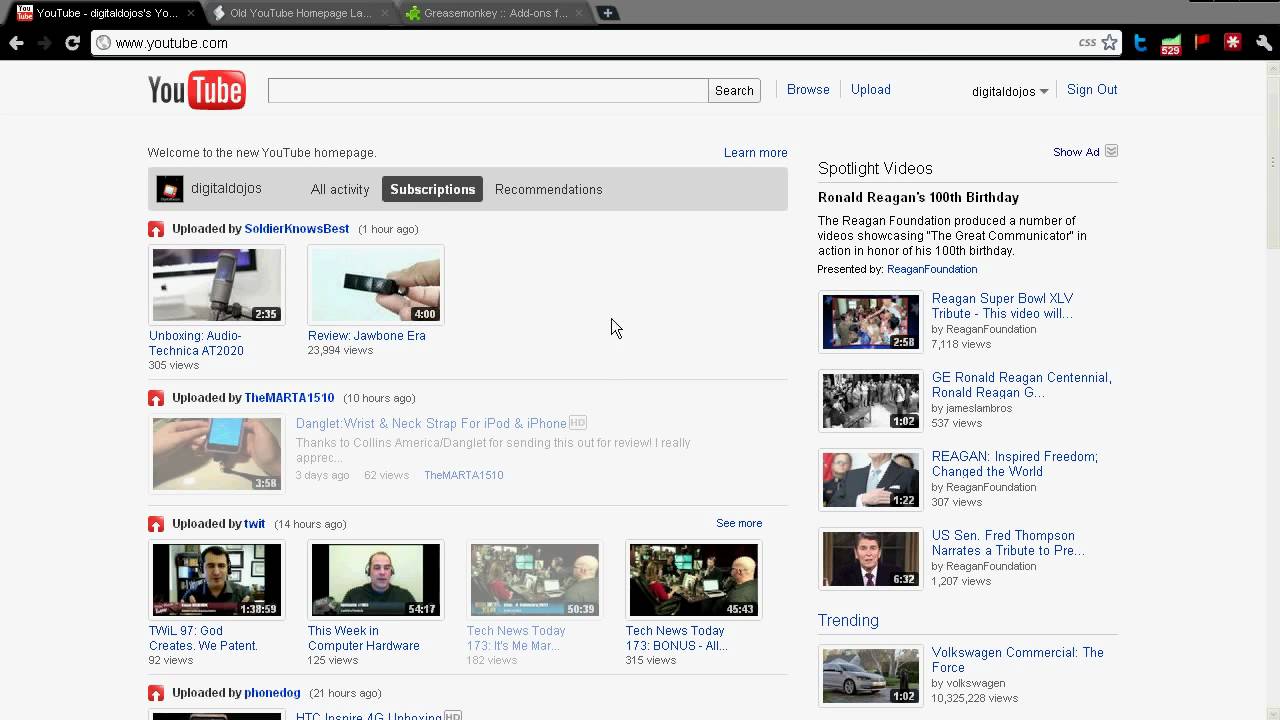 YouTube - digitaldojos's Yo...
Old YouTube Homepage La...
Greasemonkey :: Add-ons f...
www.youtube.com
css
529
YouTube
Search
Browse
Upload
digitaldojos
Sign Out
Welcome to the new YouTube homepage.
Learn more
digitaldojos
All activity
Subscriptions
Recommendations
Uploaded by SoldierKnowsBest (1 hour ago)
2:35
4:00
Unboxing: Audio-
Technica AT2020
305 views
Review: Jawbone Era
23,994 views
Uploaded by TheMARTA1510 (10 hours ago)
3:58
Danglet:Wrist & Neck Strap For iPod & iPhone HD
Thanks to Collins America/Danglet for sending this out for review! I really
apprec...
3 days ago 62 views TheMARTA1510
Uploaded by twit (14 hours ago)
See more
1:38:59
54:17
50:39
45:43
TWiL 97: God
Creates. We Patent.
92 views
This Week in
Computer Hardware
125 views
Tech News Today
173: It's Me Mar...
views
Tech News Today
173: BONUS - All...
315 views
Uploaded by phonedog (21 hours ago)
HTC Inspire 4G Unboxing HD
Show Ad
Spotlight Videos
Ronald Reagan's 100th Birthday
The Reagan Foundation produced a number of
videos showcasing "The Great Communicator" in
action in honor of his 100th birthday.
Presented by: ReaganFoundation
2:58
Reagan Super Bowl XLV
Tribute - This video will...
by ReaganFoundation
7,118 views
1:02
GE Ronald Reagan Centennial,
Ronald Reagan G...
by jameslambros
537 views
1:22
REAGAN: Inspired Freedom;
Changed the World
by ReaganFoundation
307 views
6:32
US Sen. Fred Thompson
Narrates a Tribute to Pre...
by ReaganFoundation
1,207 views
Trending
1:02
Volkswagen Commercial: The
Force
by volkswagen
10,325,228 views